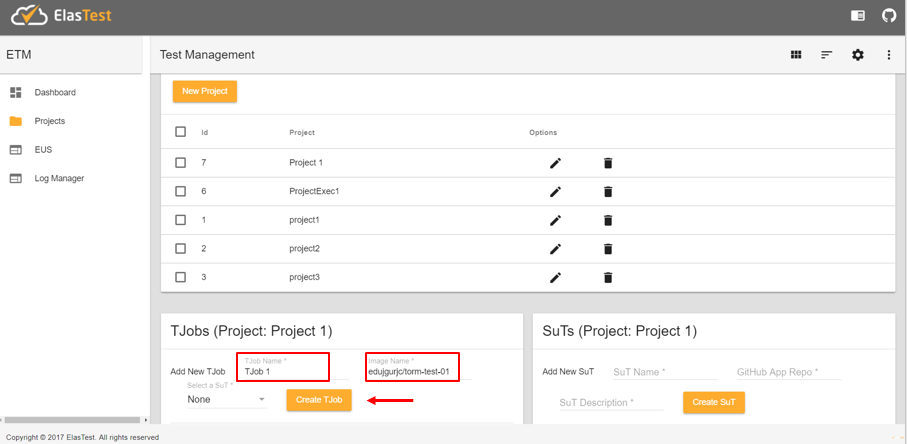 ElasTest
ETM
Test Management
Dashboard
Projects
EUS
Log Manager
New Project
Id Project Options
7 Project 1
6 ProjectExec1
1 project1
2 project2
3 project3
TJobs (Project: Project 1)
Add New TJob
TJob Name *
TJob 1
Image Name *
edujgurjc/torm-test-01
Select a SuT *
None
Create TJob
SuTs (Project: Project 1)
Add New SuT
SuT Name *
GitHub App Repo *
SuT Description *
Create SuT
Copyright © 2017 ElasTest. All rights reserved